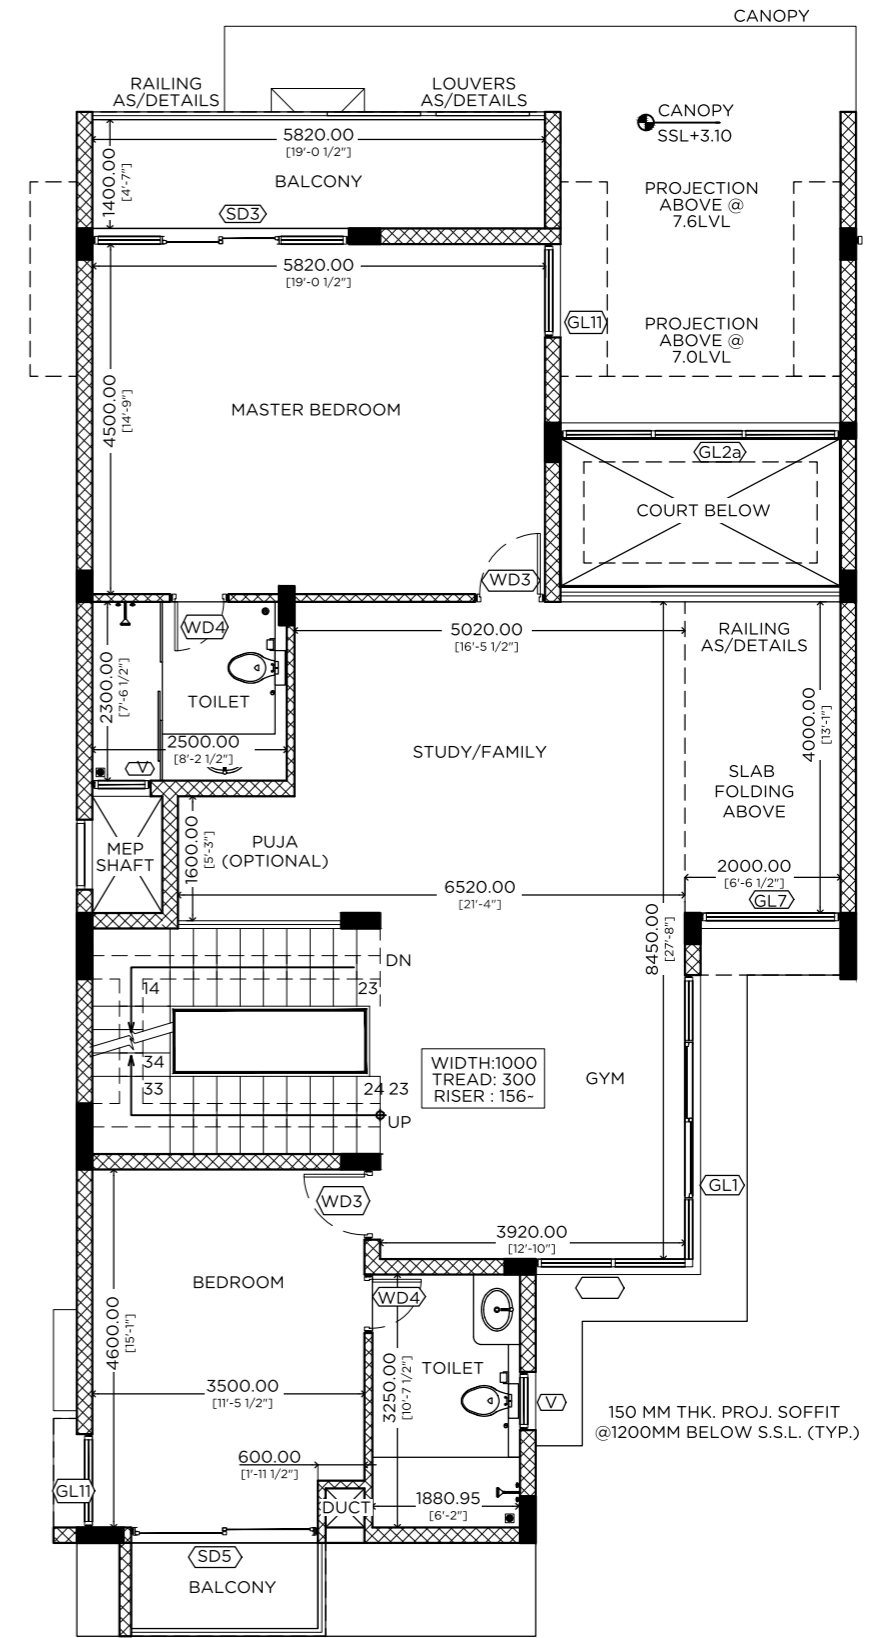 CANOPY
RAILING
AS/DETAILS
LOUVERS
AS/DETAILS
CANOPY
SSL+3.10
5820.00
[19'-0 1/2"]
1400.00
[4'-7"]
BALCONY
SD3
PROJECTION
ABOVE @
7.6LVL
5820.00
[19'-0 1/2"]
GL11
PROJECTION
ABOVE @
7.0LVL
4500.00
[14'-9"]
MASTER BEDROOM
GL2a
COURT BELOW
WD3
WD4
5020.00
[16'-5 1/2"]
RAILING
AS/DETAILS
2300.00
[7'-6 1/2"]
TOILET
4000.00
[13'-1"]
2500.00
[8'-2 1/2"]
STUDY/FAMILY
V
SLAB
FOLDING
ABOVE
MEP
SHAFT
1600.00
[5'-3"]
PUJA
(OPTIONAL)
2000.00
[6'-6 1/2"]
6520.00
[21'-4"]
GL7
8450.00
[27'-8"]
DN
14
23
34
33
24 23
UP
WIDTH:1000
TREAD: 300
RISER : 156~
GYM
WD3
GL1
3920.00
[12'-10"]
BEDROOM
WD4
4600.00
[15'-1"]
TOILET
3500.00
[11'-5 1/2"]
3250.00
[10'-7 1/2"]
V
150 MM THK. PROJ. SOFFIT
@1200MM BELOW S.S.L. (TYP.)
600.00
[1'-11 1/2"]
GL11
DUCT
1880.95
[6'-2"]
SD5
BALCONY